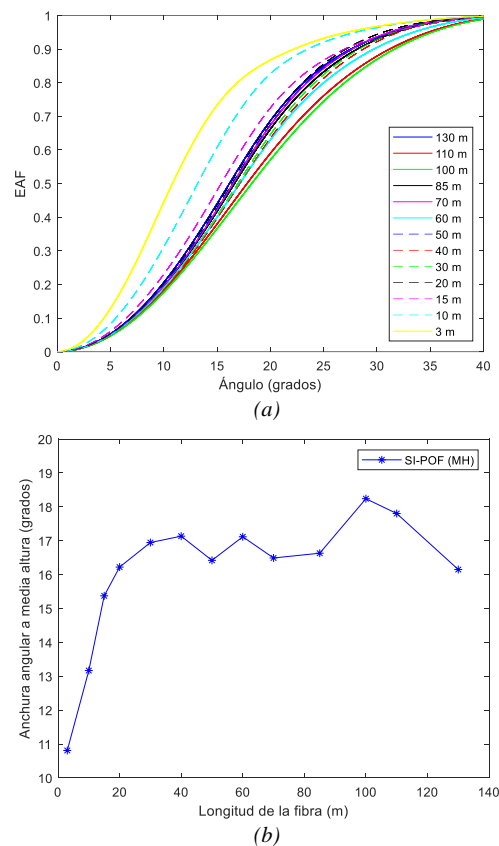 1
0.9
0.8
0.7
0.6
0.5
0.4
0.3
0.2
0.1
0
EAF
130 m
110 m
100 m
85 m
70 m
60 m
50 m
40 m
30 m
20 m
15 m
10 m
3 m
0 5 10 15 20 25 30 35 40
Ángulo (grados)
(a)
20
19
18
17
16
15
14
13
12
11
10
Anchura angular a media altura (grados)
SI-POF (MH)
0 20 40 60 80 100 120 140
Longitud de la fibra (m)
(b)